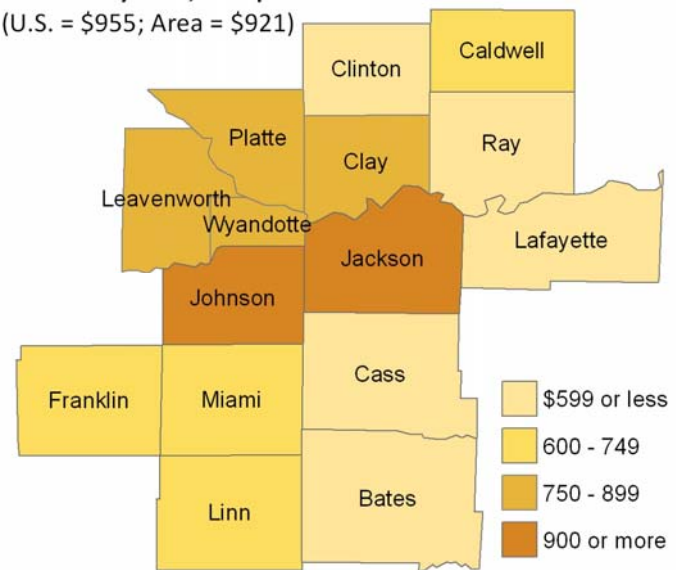 (U.S. = $955; Area = $921)
Caldwell
Clinton
Platte
Ray
Clay
Leavenworth
Wyandotte
Lafayette
Jackson
Johnson
Cass
Franklin
Miami
$599 or less
600 - 749
750 - 899
900 or more
Bates
Linn